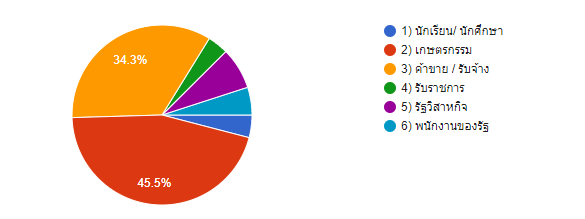 34.3%
45.5%
1) นักเรียน/ นักศึกษา
2) เกษตรกรรม
3) ค้าขาย / รับจ้าง
4) รับราชการ
5) รัฐวิสาหกิจ
6) พนักงานของรัฐ